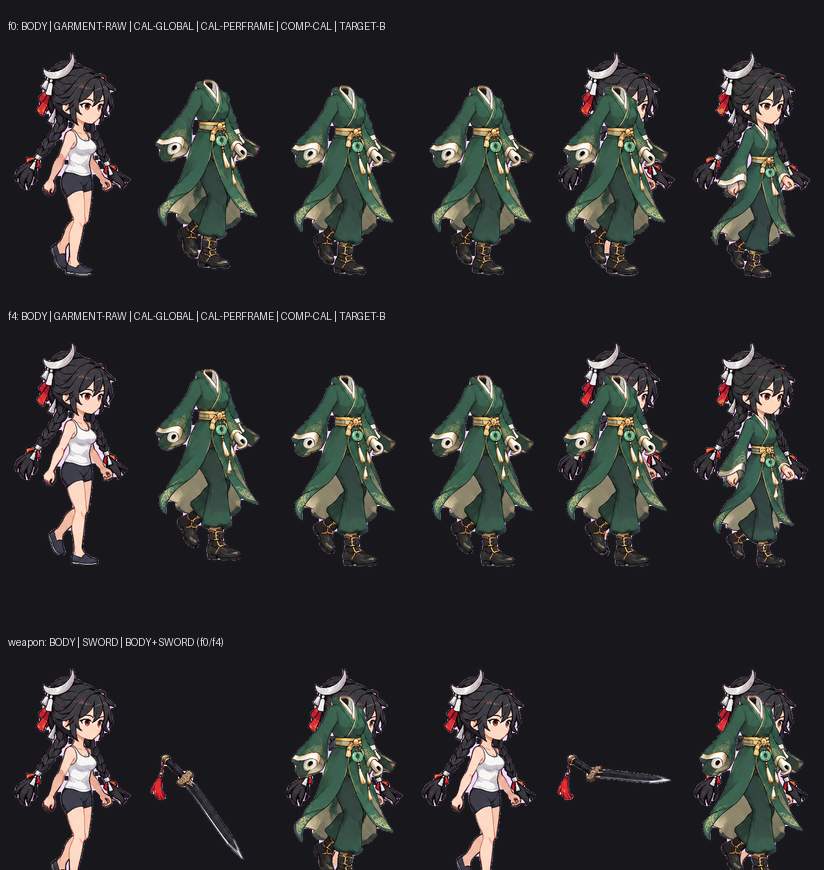 f0: BODY | GARMENT-RAW | CAL-GLOBAL | CAL-PERFRAME | COMP-CAL | TARGET-B
f4: BODY | GARMENT-RAW | CAL-GLOBAL | CAL-PERFRAME | COMP-CAL | TARGET-B
weapon: BODY | SWORD | BODY+SWORD (f0/f4)